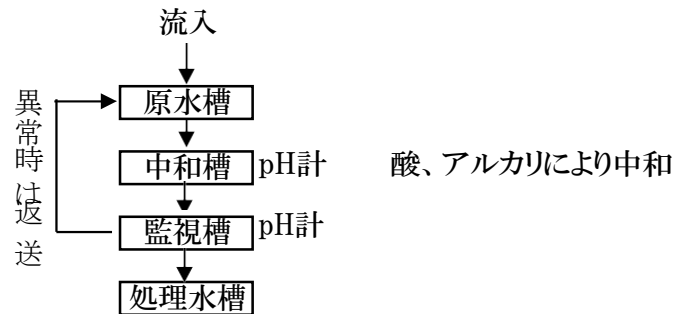 流入
原水槽
異常時は返送
中和槽 pH計 酸、アルカリにより中和
監視槽 pH計
処理水槽